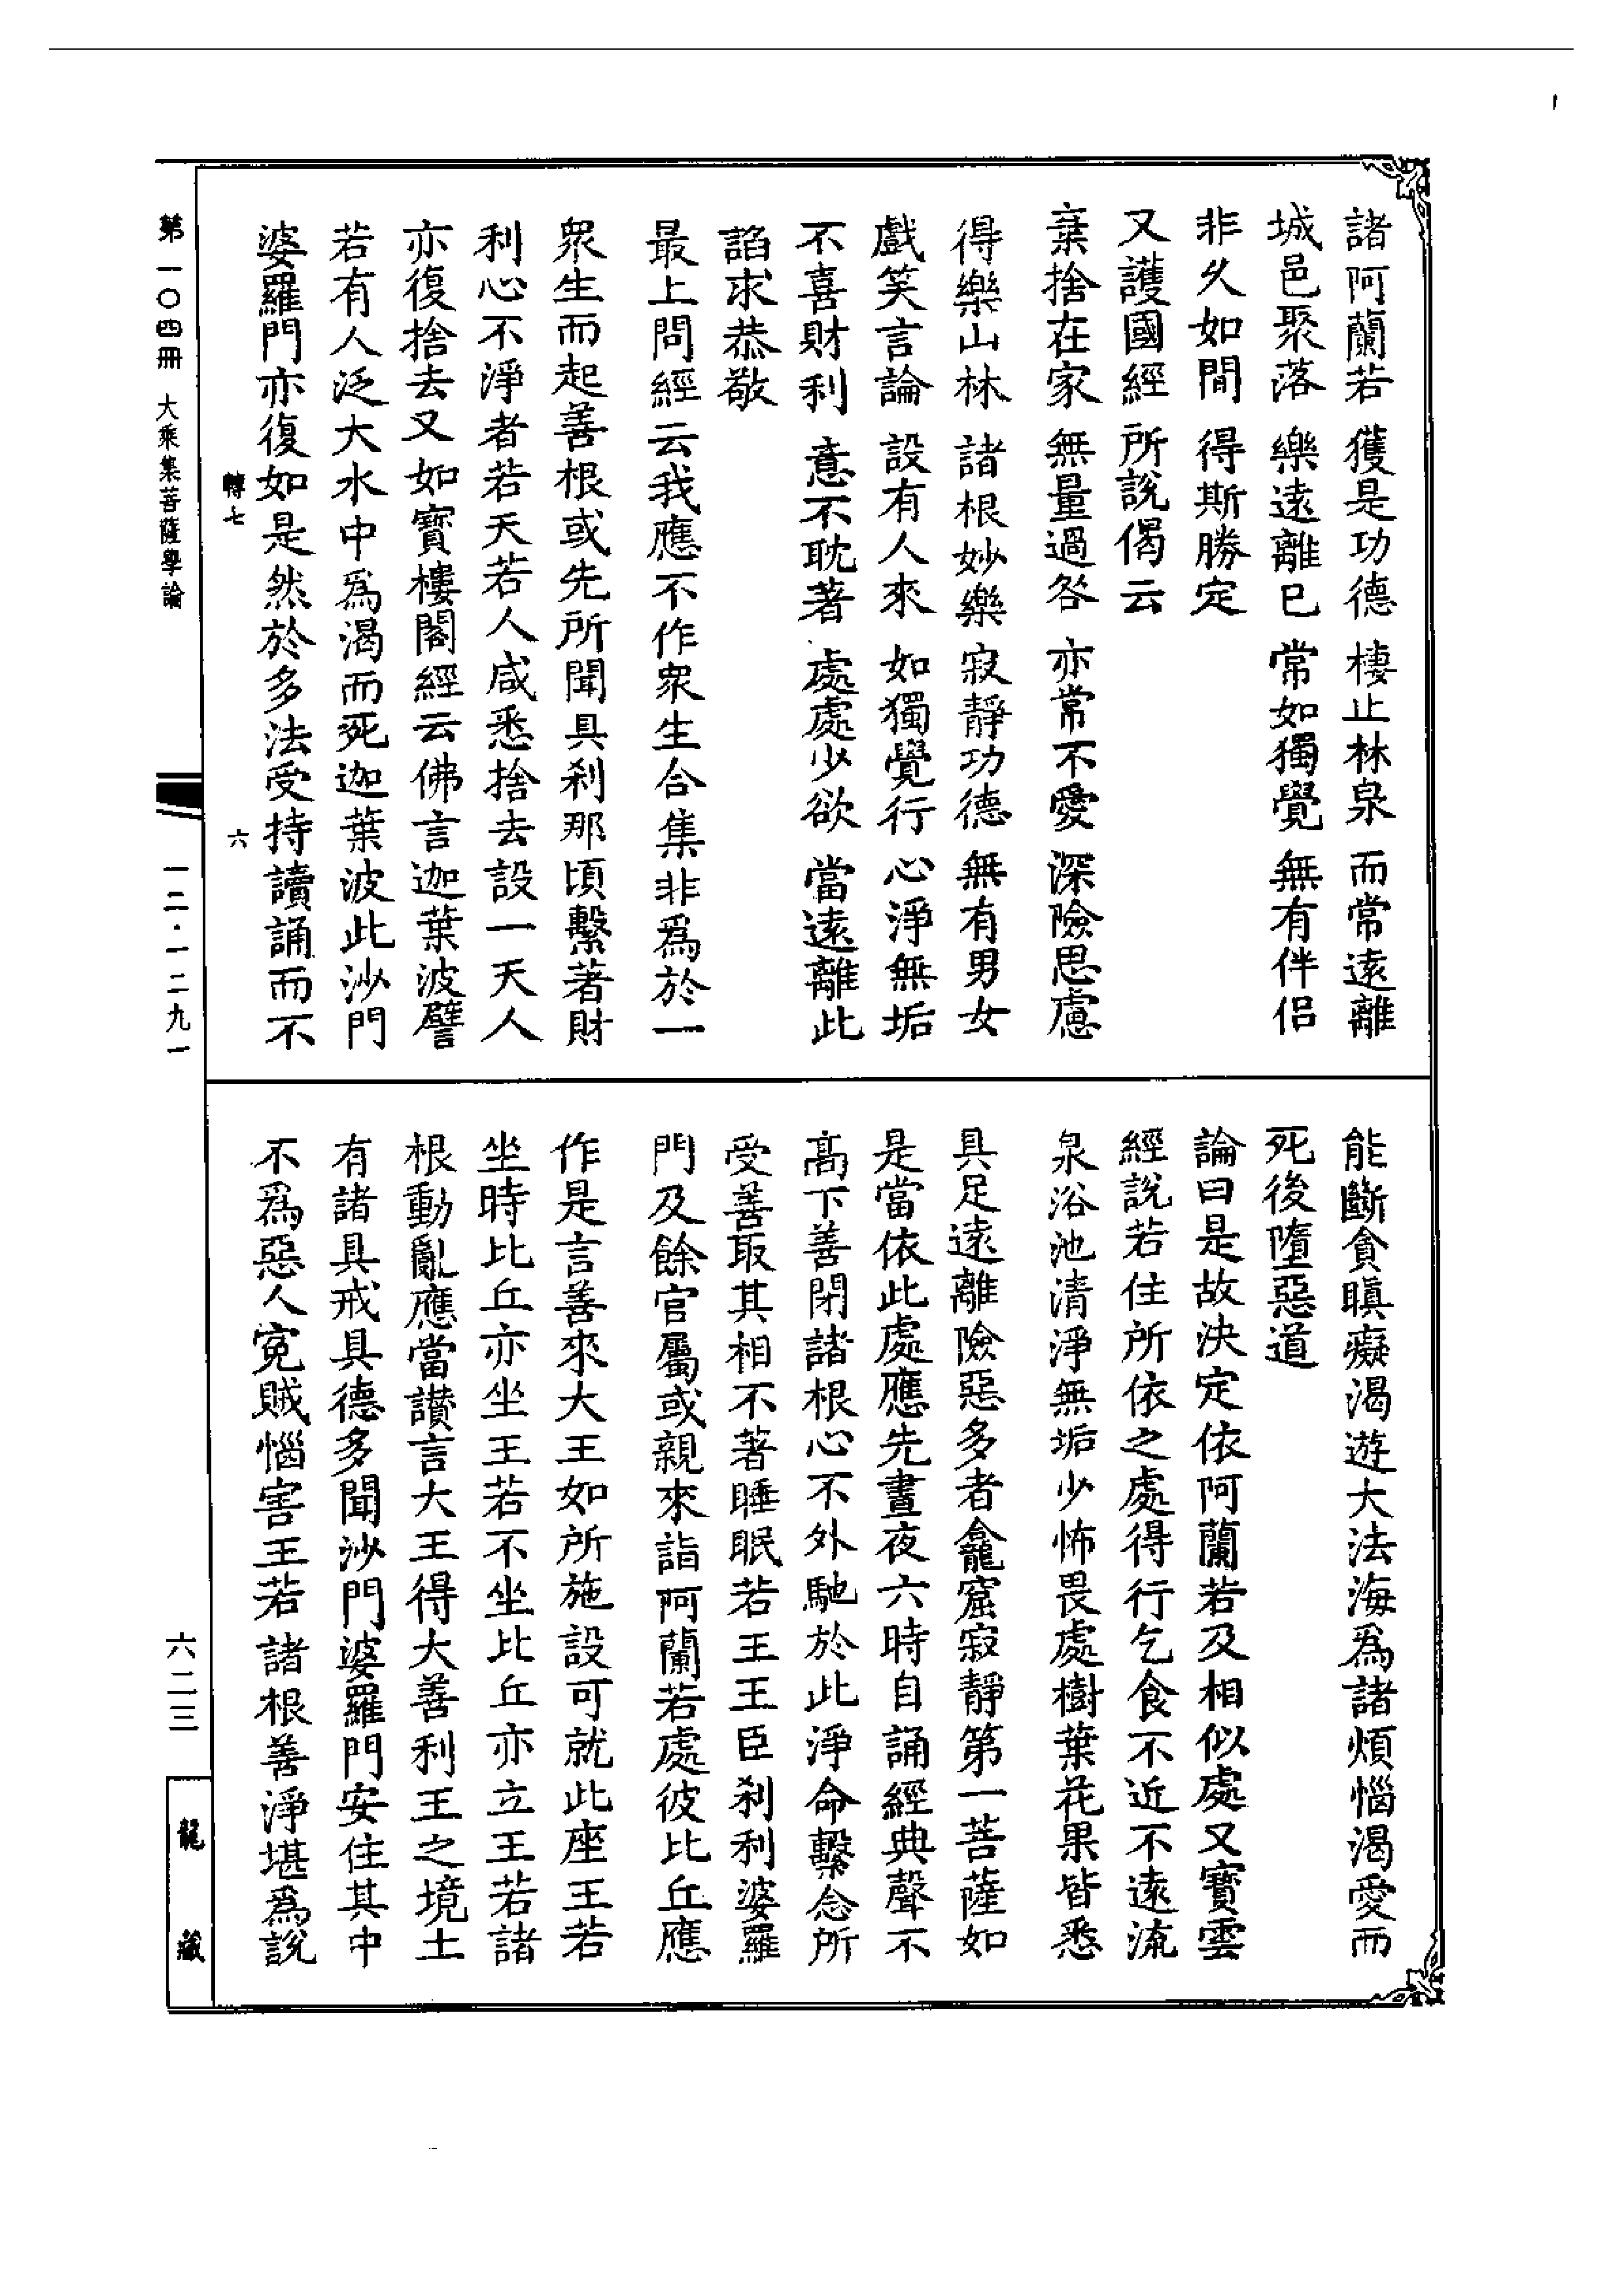 諸阿蘭若　獲是功德　棲止林泉　而常遠離
城邑聚落　樂遠離已　常如獨覺　無有伴侣
非久如間　得斯勝定
又護國經　所說偈云
棄捨在家　無量過咎　亦常不愛　深險思慮
得樂山林　諸根妙樂　寂靜功德　無有男女
戲笑言論　設有人來　如獨覺行　心淨無垢
不喜財利　意不耽著　處處少欲　當遠離此
諂求恭敬
最上問經云我應不作衆生合集非爲於一
衆生而起善根或先所聞具刹那頃繫著財
利心不淨者若天若人咸悉捨去設一天人
亦復捨去又如寶樓閣經云佛言迦葉波譬
若有人泛大水中爲渴而死迦葉波此沙門
婆羅門亦復如是然於多法受持讀誦而不
轉七　六
能斷貪瞋癡渴遊大法海爲諸煩惱渴愛而
死後墮惡道
論曰是故決定依阿蘭若及相似處又寶雲
經說若住所依之處得行乞食不近不遠流
泉浴池清淨無垢少怖畏處樹葉花果皆悉
具足遠離險惡多者龕窟寂靜第一菩薩如
是當依此處應先晝夜六時自誦經典聲不
高下善閉諸根心不外馳於此淨命繫念所
受善取其相不著睡眠若王王臣刹利婆羅
門及餘官屬或親來詣阿蘭若處彼比丘應
作是言善來大王如所施設可就此座王若
坐時比丘亦坐王若不坐比丘亦立王若諸
根動亂應當讚言大王得大善利王之境土
有諸具戒具德多聞沙門婆羅門安住其中
不爲惡人寃賊惱害王若諸根善淨堪爲說
第一〇四冊　大乘集菩薩學論
一二·一二九一
六二三
龍藏